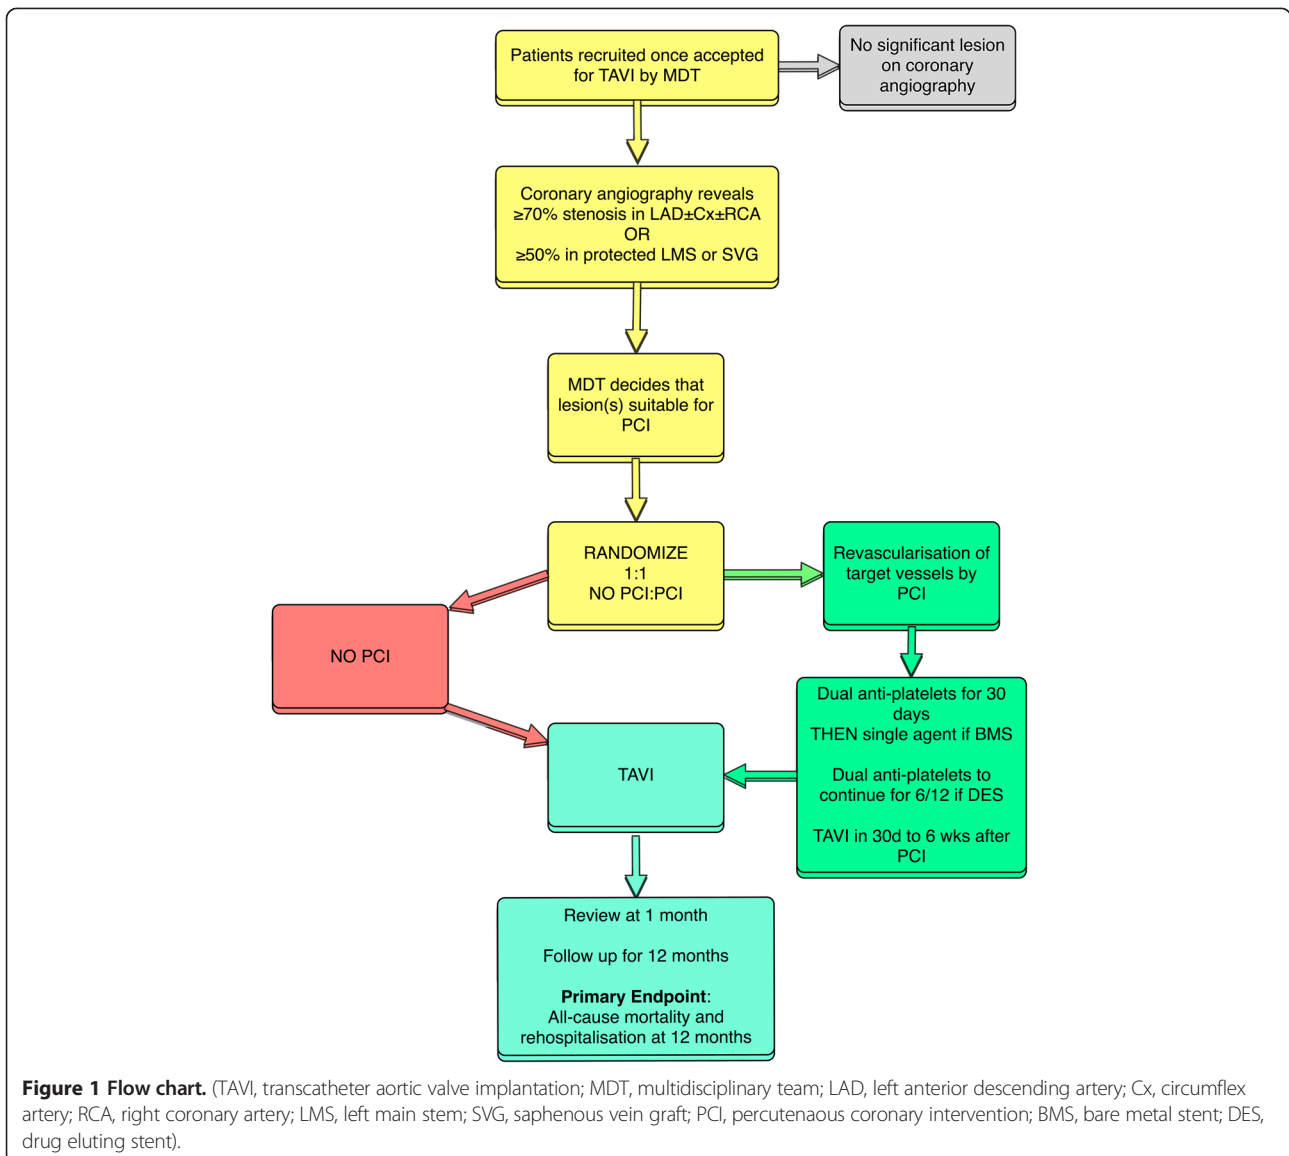 Patients recruited once accepted
for TAVI by MDT
No significant lesion
on coronary
angiography
Coronary angiography reveals
≥70% stenosis in LAD±Cx±RCA
OR
≥50% in protected LMS or SVG
MDT decides that
lesion(s) suitable for
PCI
RANDOMIZE
1:1
NO PCI:PCI
Revascularisation of
target vessels by
PCI
NO PCI
Dual anti-platelets for 30
days
THEN single agent if BMS
Dual anti-platelets to
continue for 6/12 if DES
TAVI in 30d to 6 wks after
PCI
TAVI
Review at 1 month
Follow up for 12 months
Primary Endpoint:
All-cause mortality and
rehospitalisation at 12 months
Figure 1 Flow chart. (TAVI, transcatheter aortic valve implantation; MDT, multidisciplinary team; LAD, left anterior descending artery; Cx, circumflex
artery; RCA, right coronary artery; LMS, left main stem; SVG, saphenous vein graft; PCI, percutenaous coronary intervention; BMS, bare metal stent; DES,
drug eluting stent).